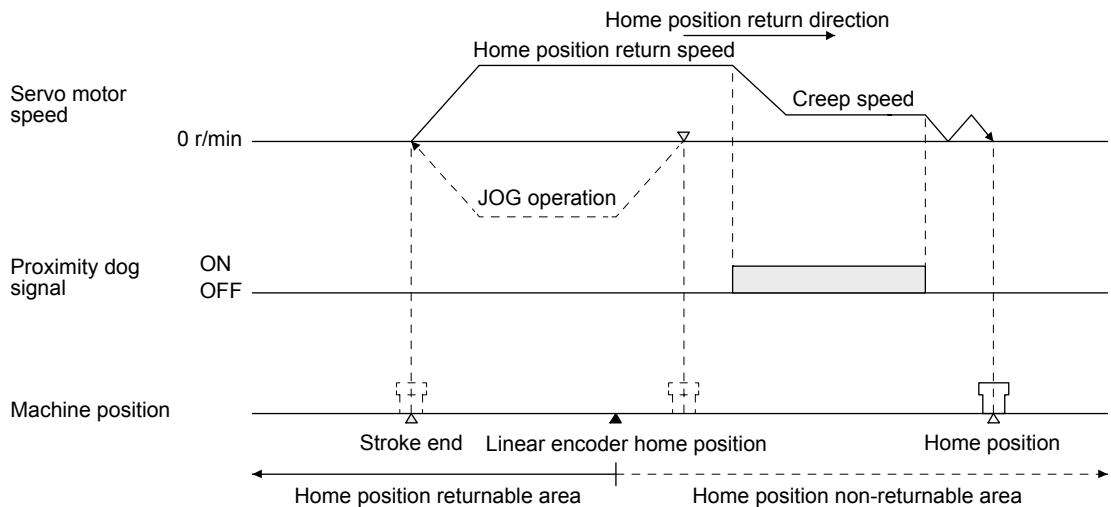 Home position return direction
Home position return speed
Servo motor
speed
Creep speed
0 r/min
JOG operation
Proximity dog
signal
ON
OFF
Machine position
Stroke end
Linear encoder home position
Home position
Home position returnable area
Home position non-returnable area